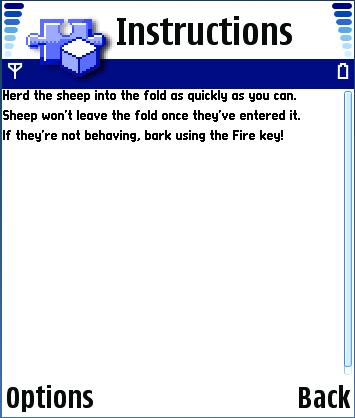 Instructions
Herd the sheep into the fold as quickly as you can.
Sheep won't leave the fold once they've entered it.
If they're not behaving, bark using the Fire key!
Options
Back